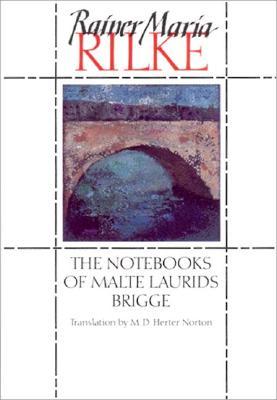 Rainer Maria
RILKE
THE NOTEBOOKS
OF MALTE LAURIDS
BRIGGE
Translation by M. D. Herter Norton